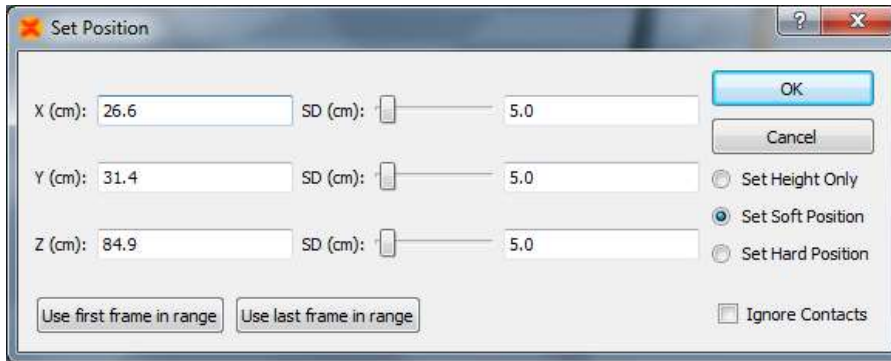 Set Position
?
X (cm): 26.6 SD (cm): 5.0
OK
Cancel
Y (cm): 31.4 SD (cm): 5.0
Set Height Only
Set Soft Position
Z (cm): 84.9 SD (cm): 5.0
Set Hard Position
Use first frame in range Use last frame in range
Ignore Contacts